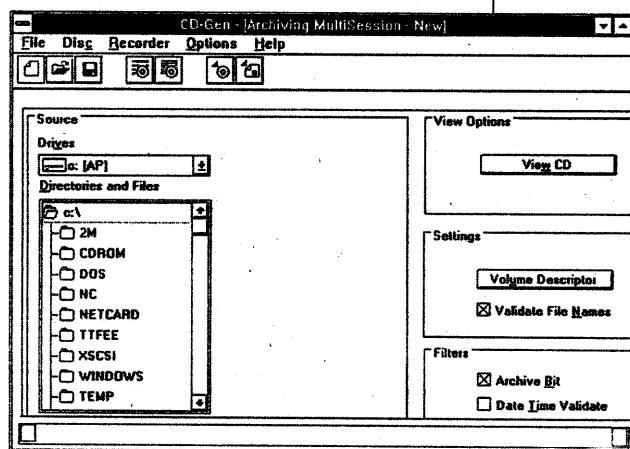 CD-Gen - [Archiving MultiSession - New]
File Disc Recorder Options Help
Source
Drives
c: [AP]
Directories and Files
c:\
2M
CDROM
DOS
NC
NETCARD
TTFEE
XSCSI
WINDOWS
TEMP
View Options
View CD
Settings
Volume Descriptor
Validate File Names
Filters
Archive Bit
Date Time Validate